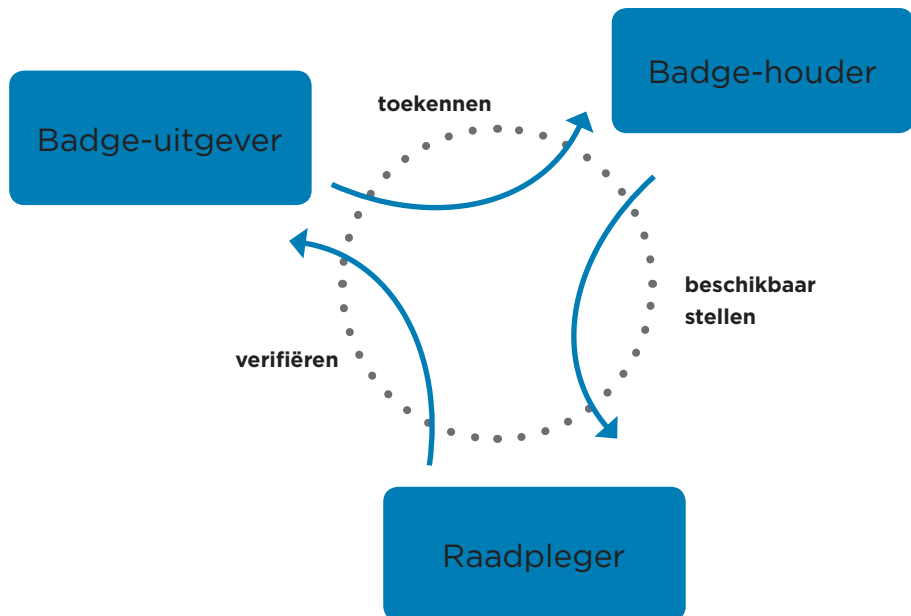 Badge-houder
toekennen
Badge-uitgever
beschikbaar
stellen
verifiëren
Raadpleger